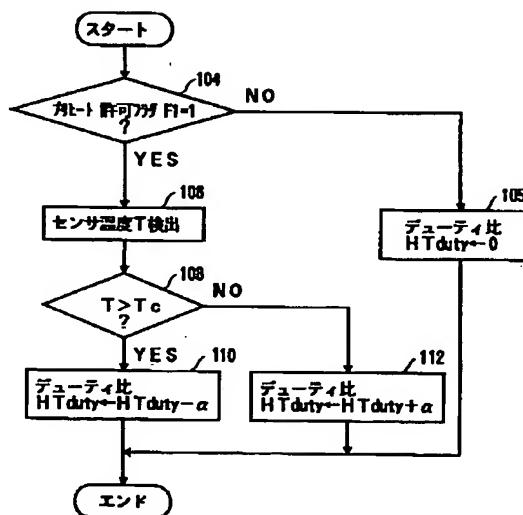 スタート
104
プリヒート許可フラグ F1=1
?
NO
YES
106
センサ温度T検出
105
デューティ比
HTduty←0
108
T>Tc
?
NO
YES
110
デューティ比
HTduty←HTduty-α
112
デューティ比
HTduty←HTduty+α
エンド